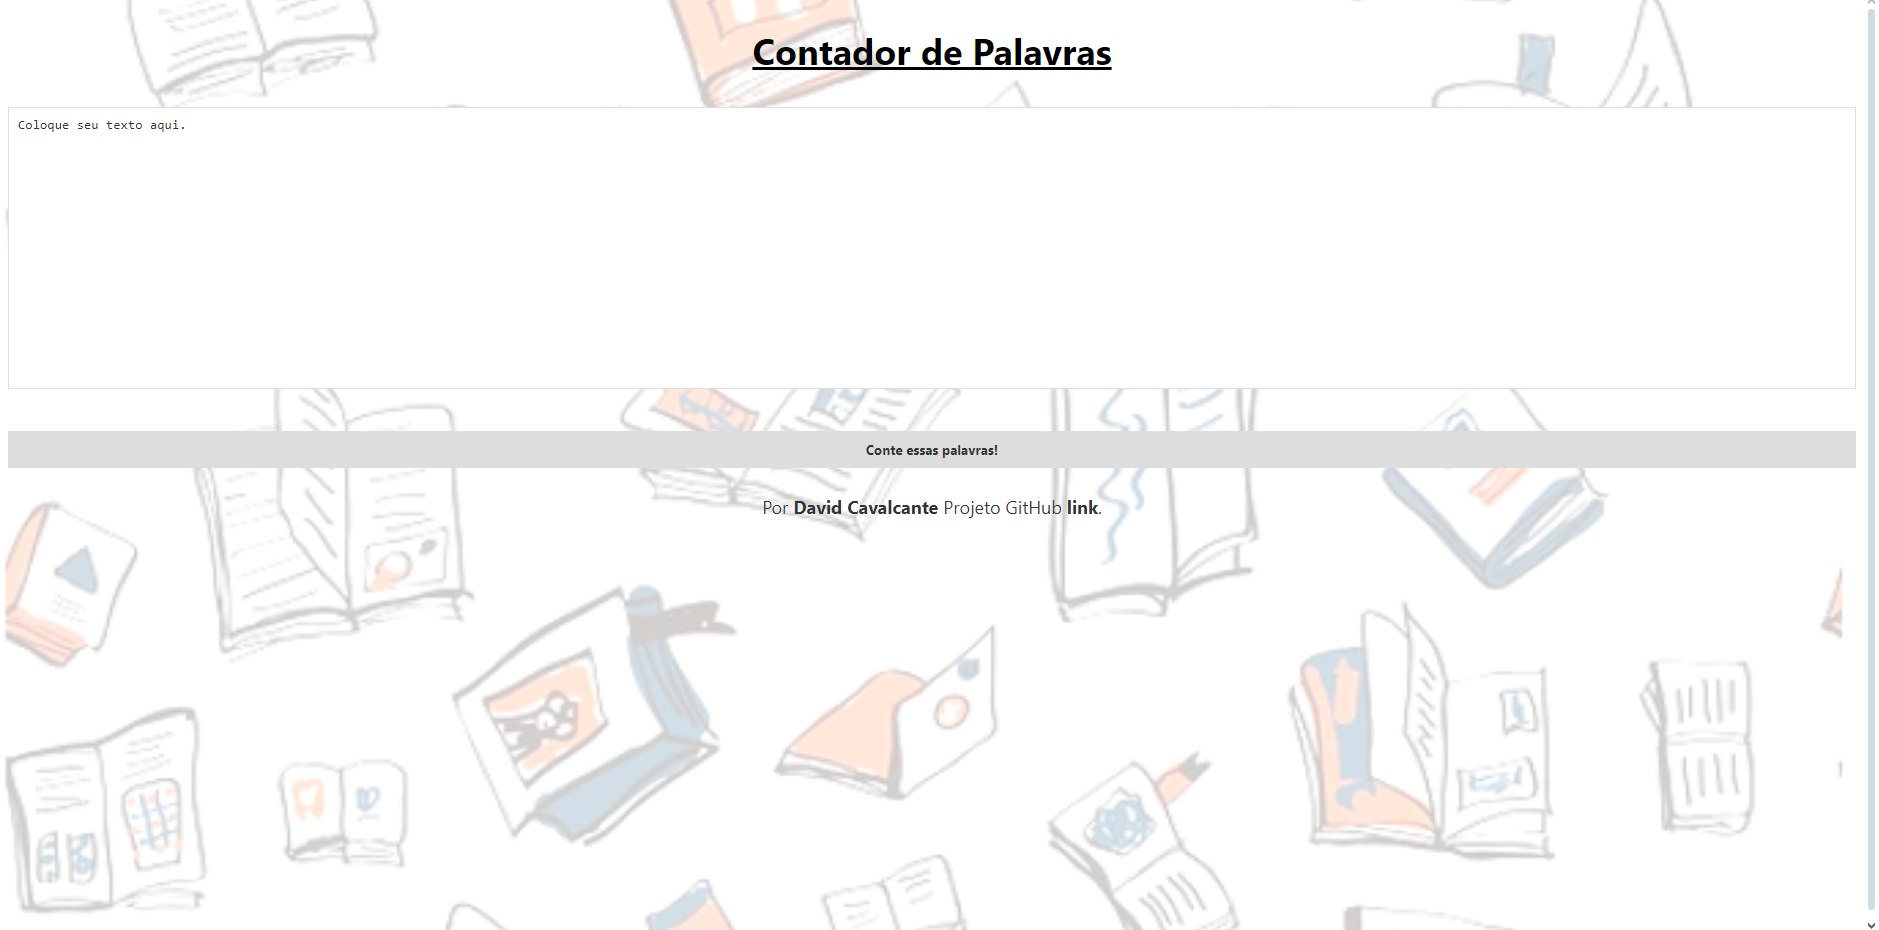 Contador de Palavras
Coloque seu texto aqui.
Conte essas palavras!
Por David Cavalcante Projeto GitHub link.